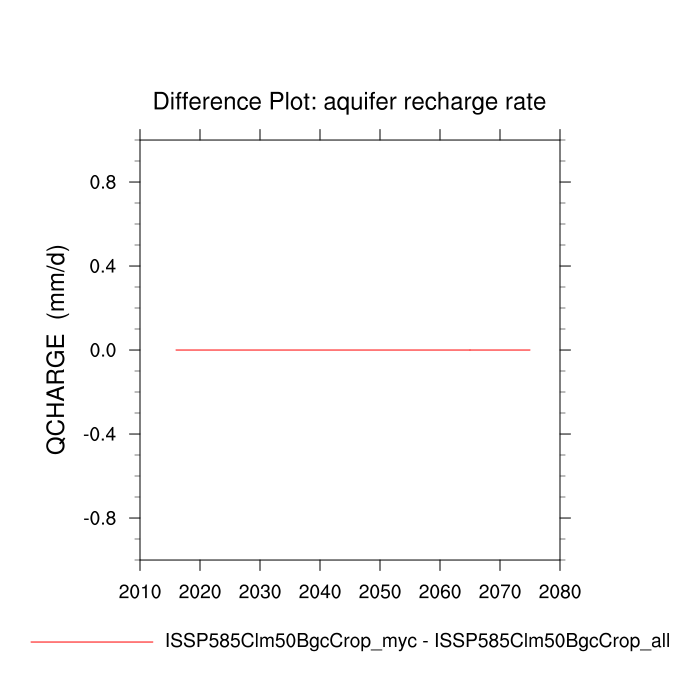 Difference Plot: aquifer recharge rate
QCHARGE (mm/d)
0.8
0.4
0.0
-0.4
-0.8
2010 2020 2030 2040 2050 2060 2070 2080
ISSP585Clm50BgcCrop_myc - ISSP585Clm50BgcCrop_all